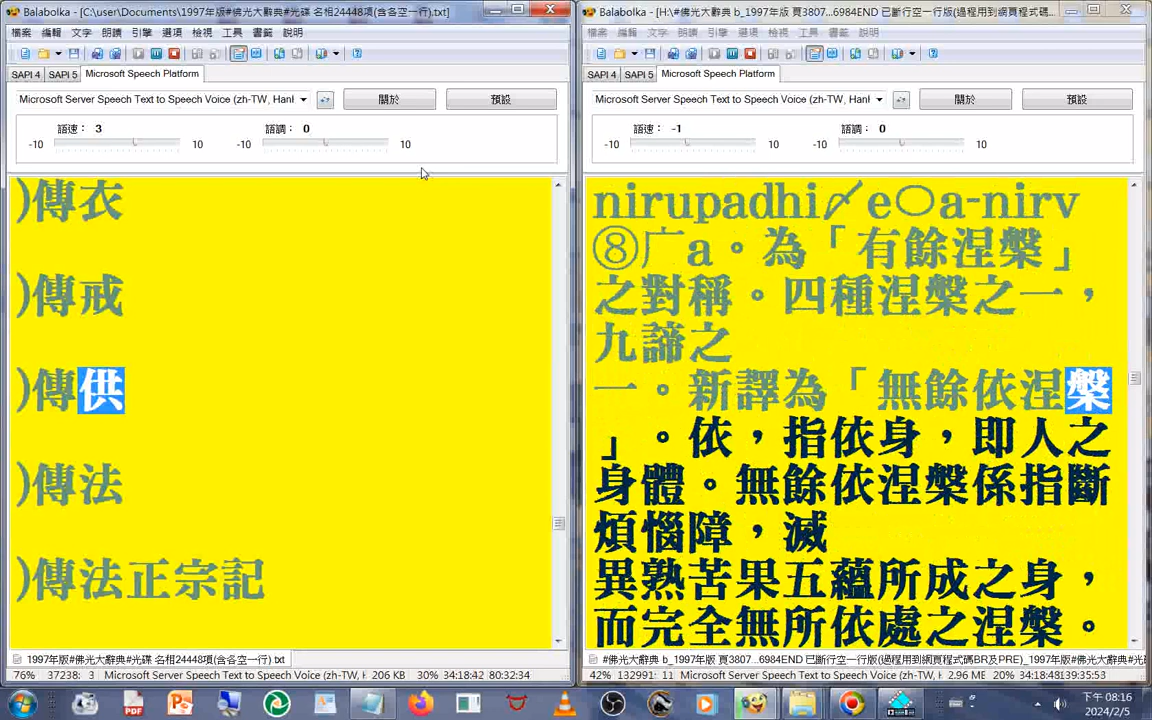 Balabolka - [C:\user\Documents\1997年版#佛光大辭典#光碟 名相24448項(含各空一行).txt]
檔案 編輯 文字 朗讀 引擎 選項 檢視 工具 書籤 說明
SAPI 4 SAPI 5 Microsoft Speech Platform
Microsoft Server Speech Text to Speech Voice (zh-TW, Hanl
關於 預設
語速： 3 語調： 0
-10 10 -10 10
)傳衣
)傳戒
)傳供
)傳法
)傳法正宗記
1997年版#佛光大辭典#光碟 名相24448項(含各空一行).txt
76% 37238: 3 Microsoft Server Speech Text to Speech Voice (zh-TW, H 206 KB 30% 34:18:42 80:32:34
Balabolka - [H:\#佛光大辭典 b_1997年版 頁3807...6984END 已斷行空一行版(過程用到網頁程式碼
檔案 編輯 文字 朗讀 引擎 選項 檢視 工具 書籤 說明
SAPI 4 SAPI 5 Microsoft Speech Platform
Microsoft Server Speech Text to Speech Voice (zh-TW, Hanl
關於 預設
語速： -1 語調： 0
-10 10 -10 10
nirupadhi〆e○a-nirv
⑧广a。為「有餘涅槃」
之對稱。四種涅槃之一，
九諦之
一。新譯為「無餘依涅槃
」。依，指依身，即人之
身體。無餘依涅槃係指斷
煩惱障，滅
異熟苦果五蘊所成之身，
而完全無所依處之涅槃。
#佛光大辭典 b_1997年版 頁3807...6984END 已斷行空一行版(過程用到網頁程式碼BR及PRE)_1997年版#光
42% 132991: 11 Microsoft Server Speech Text to Speech Voice (zh-TW, H 2.96 ME 20% 34:18:48 139:35:53
下午 08:16
2024/2/5